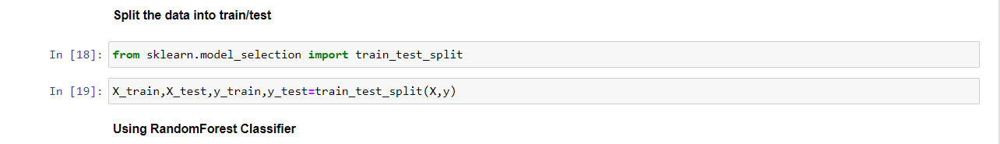 Split the data into train/test
In [18]: from sklearn.model_selection import train_test_split
In [19]: X_train,X_test,y_train,y_test=train_test_split(X,y)
Using RandomForest Classifier